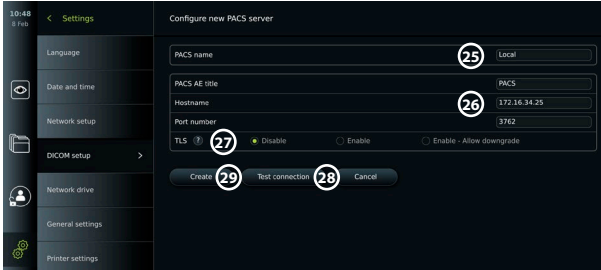 10:48
8 Feb
< Settings
Configure new PACS server
Language
Date and time
Network setup
DICOM setup >
Network drive
General settings
Printer settings
PACS name 25 Local
PACS AE title PACS
Hostname 26 172.16.34.25
Port number 3762
TLS ? 27 Disable Enable Enable - Allow downgrade
Create 29 Test connection 28 Cancel